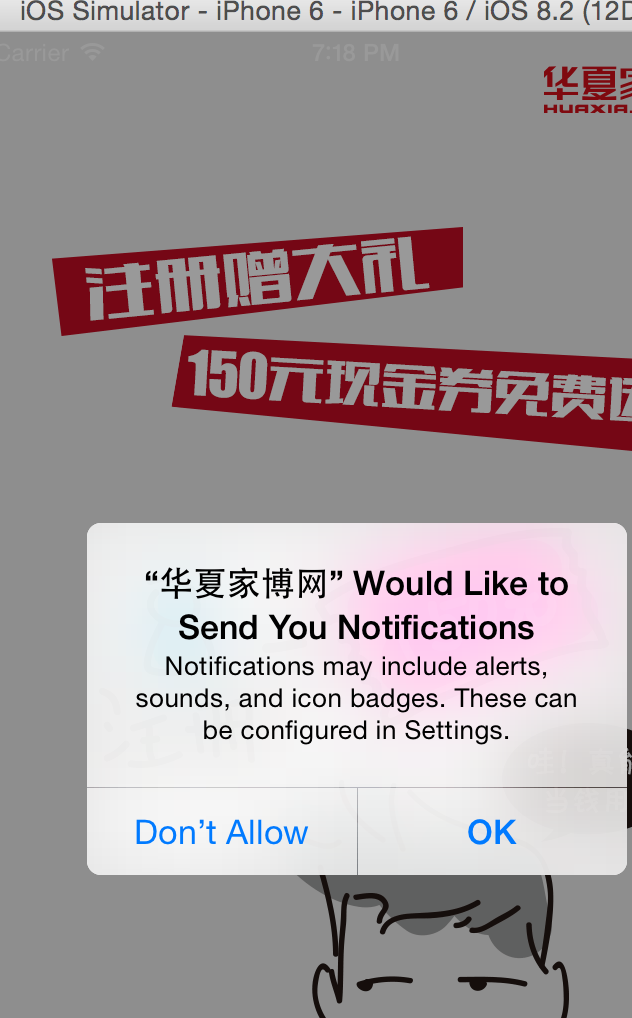 iOS Simulator - iPhone 6 - iPhone 6 / iOS 8.2 (12D
Carrier
7:18 PM
华夏
HUAXIA
注册赠大礼
150元现金券免费
“华夏家博网” Would Like to
Send You Notifications
Notifications may include alerts,
sounds, and icon badges. These can
be configured in Settings.
Don’t Allow
OK